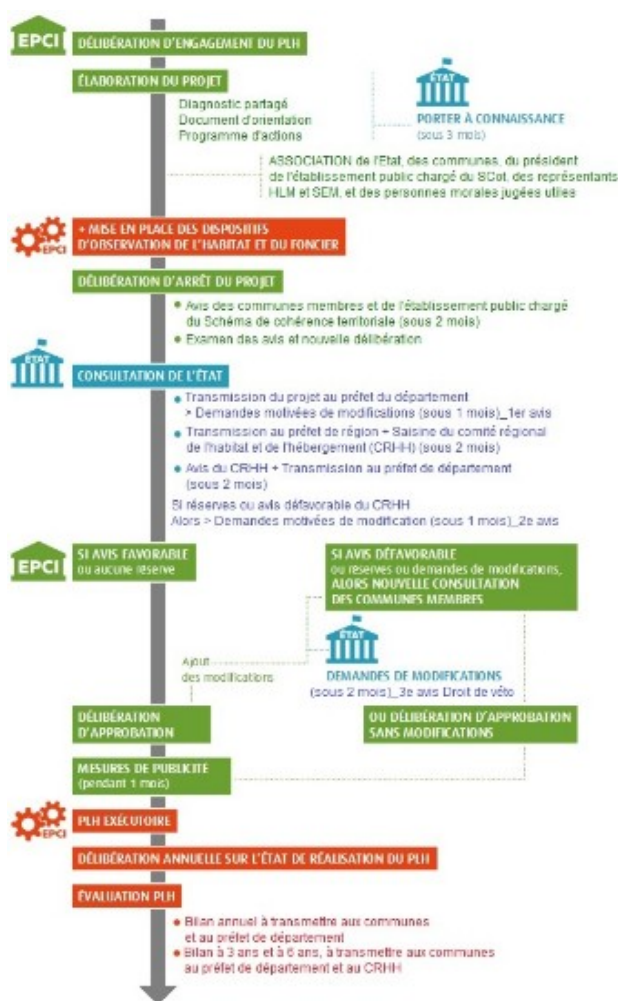 EPCI
DÉLIBÉRATION D'ENGAGEMENT DU PLH
ÉLABORATION DU PROJET
Diagnostic partagé
Document d'orientation
Programme d'actions
ÉTAT
PORTER À CONNAISSANCE
(sous 3 mois)
ASSOCIATION de l'Etat, des communes, du président
de l'établissement public chargé du SCot, des représentants
HLM et SEM, et des personnes morales jugées utiles
EPCI
+ MISE EN PLACE DES DISPOSITIFS
D'OBSERVATION DE L'HABITAT ET DU FONCIER
DÉLIBÉRATION D'ARRÊT DU PROJET
• Avis des communes membres et de l'établissement public chargé
du Schéma de cohérence territoriale (sous 2 mois)
• Examen des avis et nouvelle délibération
ÉTAT
CONSULTATION DE L'ÉTAT
• Transmission du projet au préfet du département
> Demandes motivées de modifications (sous 1 mois)_1er avis
• Transmission au préfet de région + Saisine du comité régional
de l'habitat et de l'hébergement (CRHH) (sous 2 mois)
• Avis du CRHH + Transmission au préfet de département
(sous 2 mois)
Si réserves ou avis défavorable du CRHH
Alors > Demandes motivées de modification (sous 1 mois)_2e avis
EPCI
SI AVIS FAVORABLE
ou aucune réserve
SI AVIS DÉFAVORABLE
ou réserves ou demandes de modifications,
ALORS NOUVELLE CONSULTATION
DES COMMUNES MEMBRES
Ajout
des modifications
ÉTAT
DEMANDES DE MODIFICATIONS
(sous 2 mois)_3e avis Droit de véto
DÉLIBÉRATION
D'APPROBATION
OU DÉLIBÉRATION D'APPROBATION
SANS MODIFICATIONS
MESURES DE PUBLICITÉ
(pendant 1 mois)
EPCI
PLH EXÉCUTOIRE
DÉLIBÉRATION ANNUELLE SUR L'ÉTAT DE RÉALISATION DU PLH
ÉVALUATION PLH
• Bilan annuel à transmettre aux communes
et au préfet de département
• Bilan à 3 ans et à 6 ans, à transmettre aux communes
au préfet de département et au CRHH